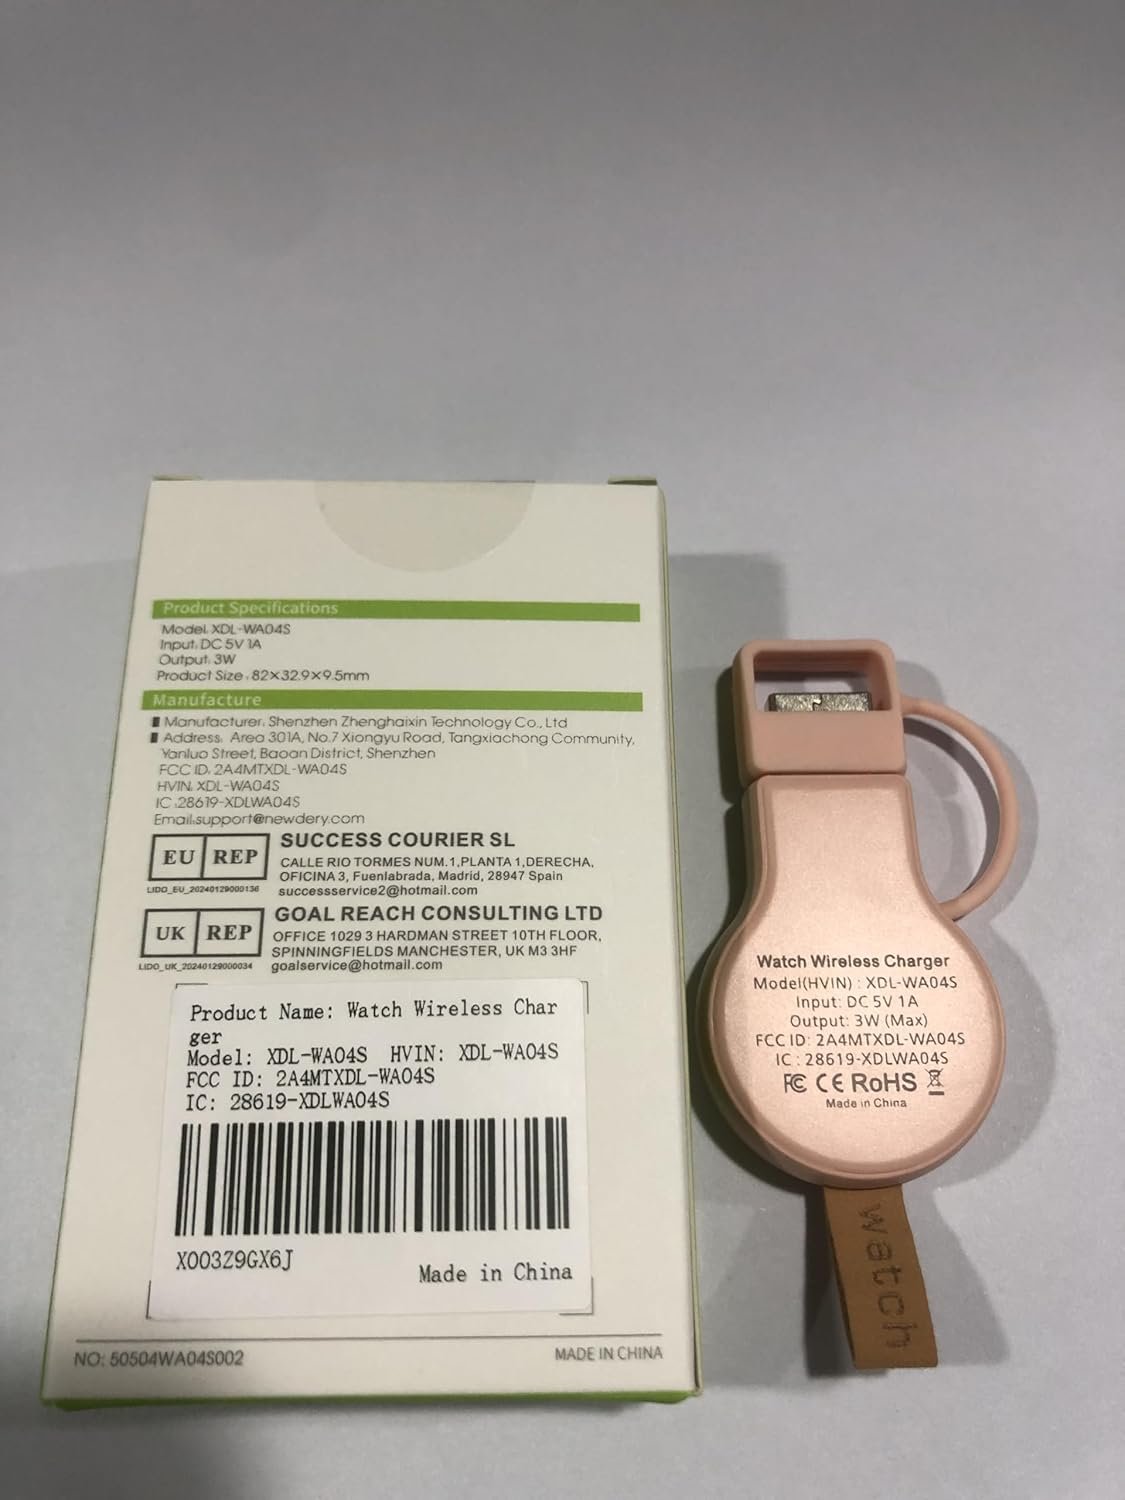 Product Specifications
Model: XDL-WA04S
Input: DC 5V 1A
Output: 3W
Product Size : 82×32.9×9.5mm
Manufacture
Manufacturer: Shenzhen Zhenghaixin Technology Co., Ltd
Address: Area 301A, No.7 Xiongyu Road, Tangxiachong Community,
Yanluo Street, Baoan District, Shenzhen
FCC ID: 2A4MTXDL-WA04S
HVIN: XDL-WA04S
IC :28619-XDLWA04S
Email:support@newdery.com
EU REP
LIDO_EU_20240129000136
SUCCESS COURIER SL
CALLE RIO TORMES NUM.1,PLANTA 1,DERECHA,
OFICINA 3, Fuenlabrada, Madrid, 28947 Spain
successservice2@hotmail.com
UK REP
LIDO_UK_20240129000034
GOAL REACH CONSULTING LTD
OFFICE 1029 3 HARDMAN STREET 10TH FLOOR,
SPINNINGFIELDS MANCHESTER, UK M3 3HF
goalservice@hotmail.com
Product Name: Watch Wireless Char
ger
Model: XDL-WA04S HVIN: XDL-WA04S
FCC ID: 2A4MTXDL-WA04S
IC: 28619-XDLWA04S
X003Z9GX6J
Made in China
NO: 50504WA04S002
MADE IN CHINA
Watch Wireless Charger
Model(HVIN) : XDL-WA04S
Input: DC 5V 1A
Output: 3W (Max)
FCC ID: 2A4MTXDL-WA04S
IC : 28619-XDLWA04S
FC CE RoHS
Made in China
watch